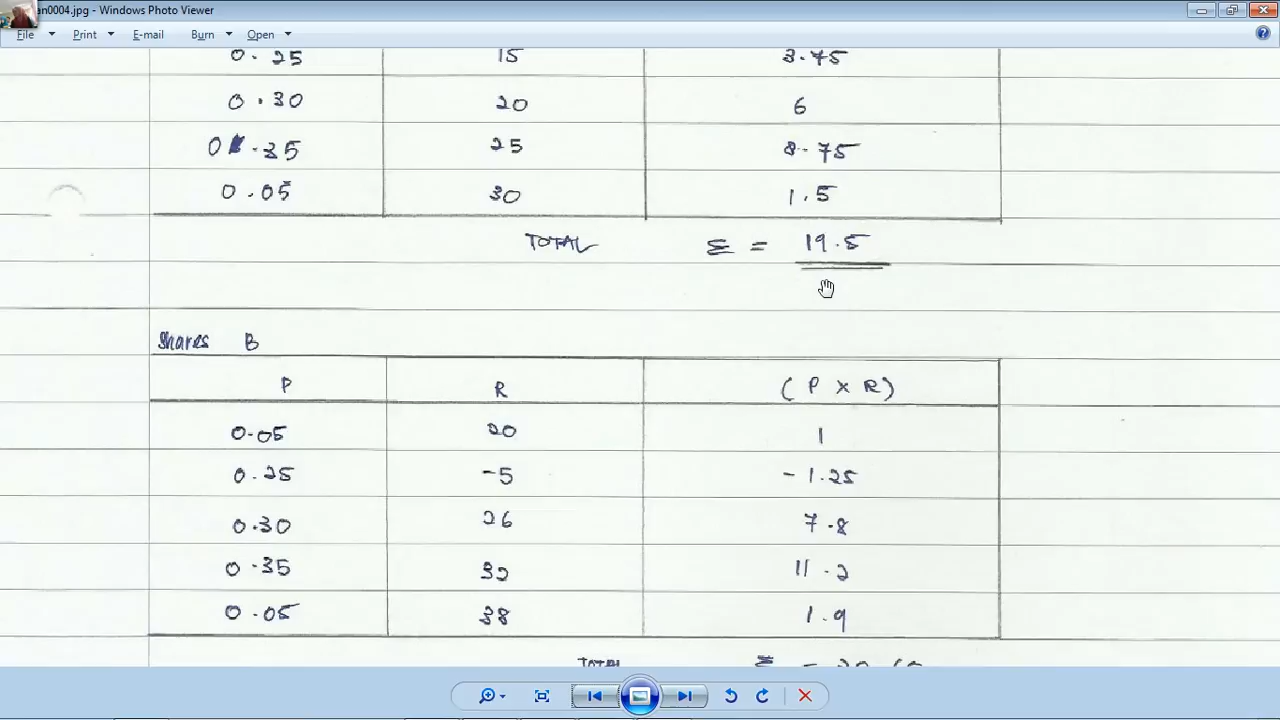 an0004.jpg - Windows Photo Viewer
File Print E-mail Burn Open
0.25 15 3.75
0.30 20 6
0.35 25 8.75
0.05 30 1.5
TOTAL Σ = 19.5
Shares B
P R (P X R)
0.05 20 1
0.25 -5 -1.25
0.30 26 7.8
0.35 32 11.2
0.05 38 1.9
TOTAL Σ =